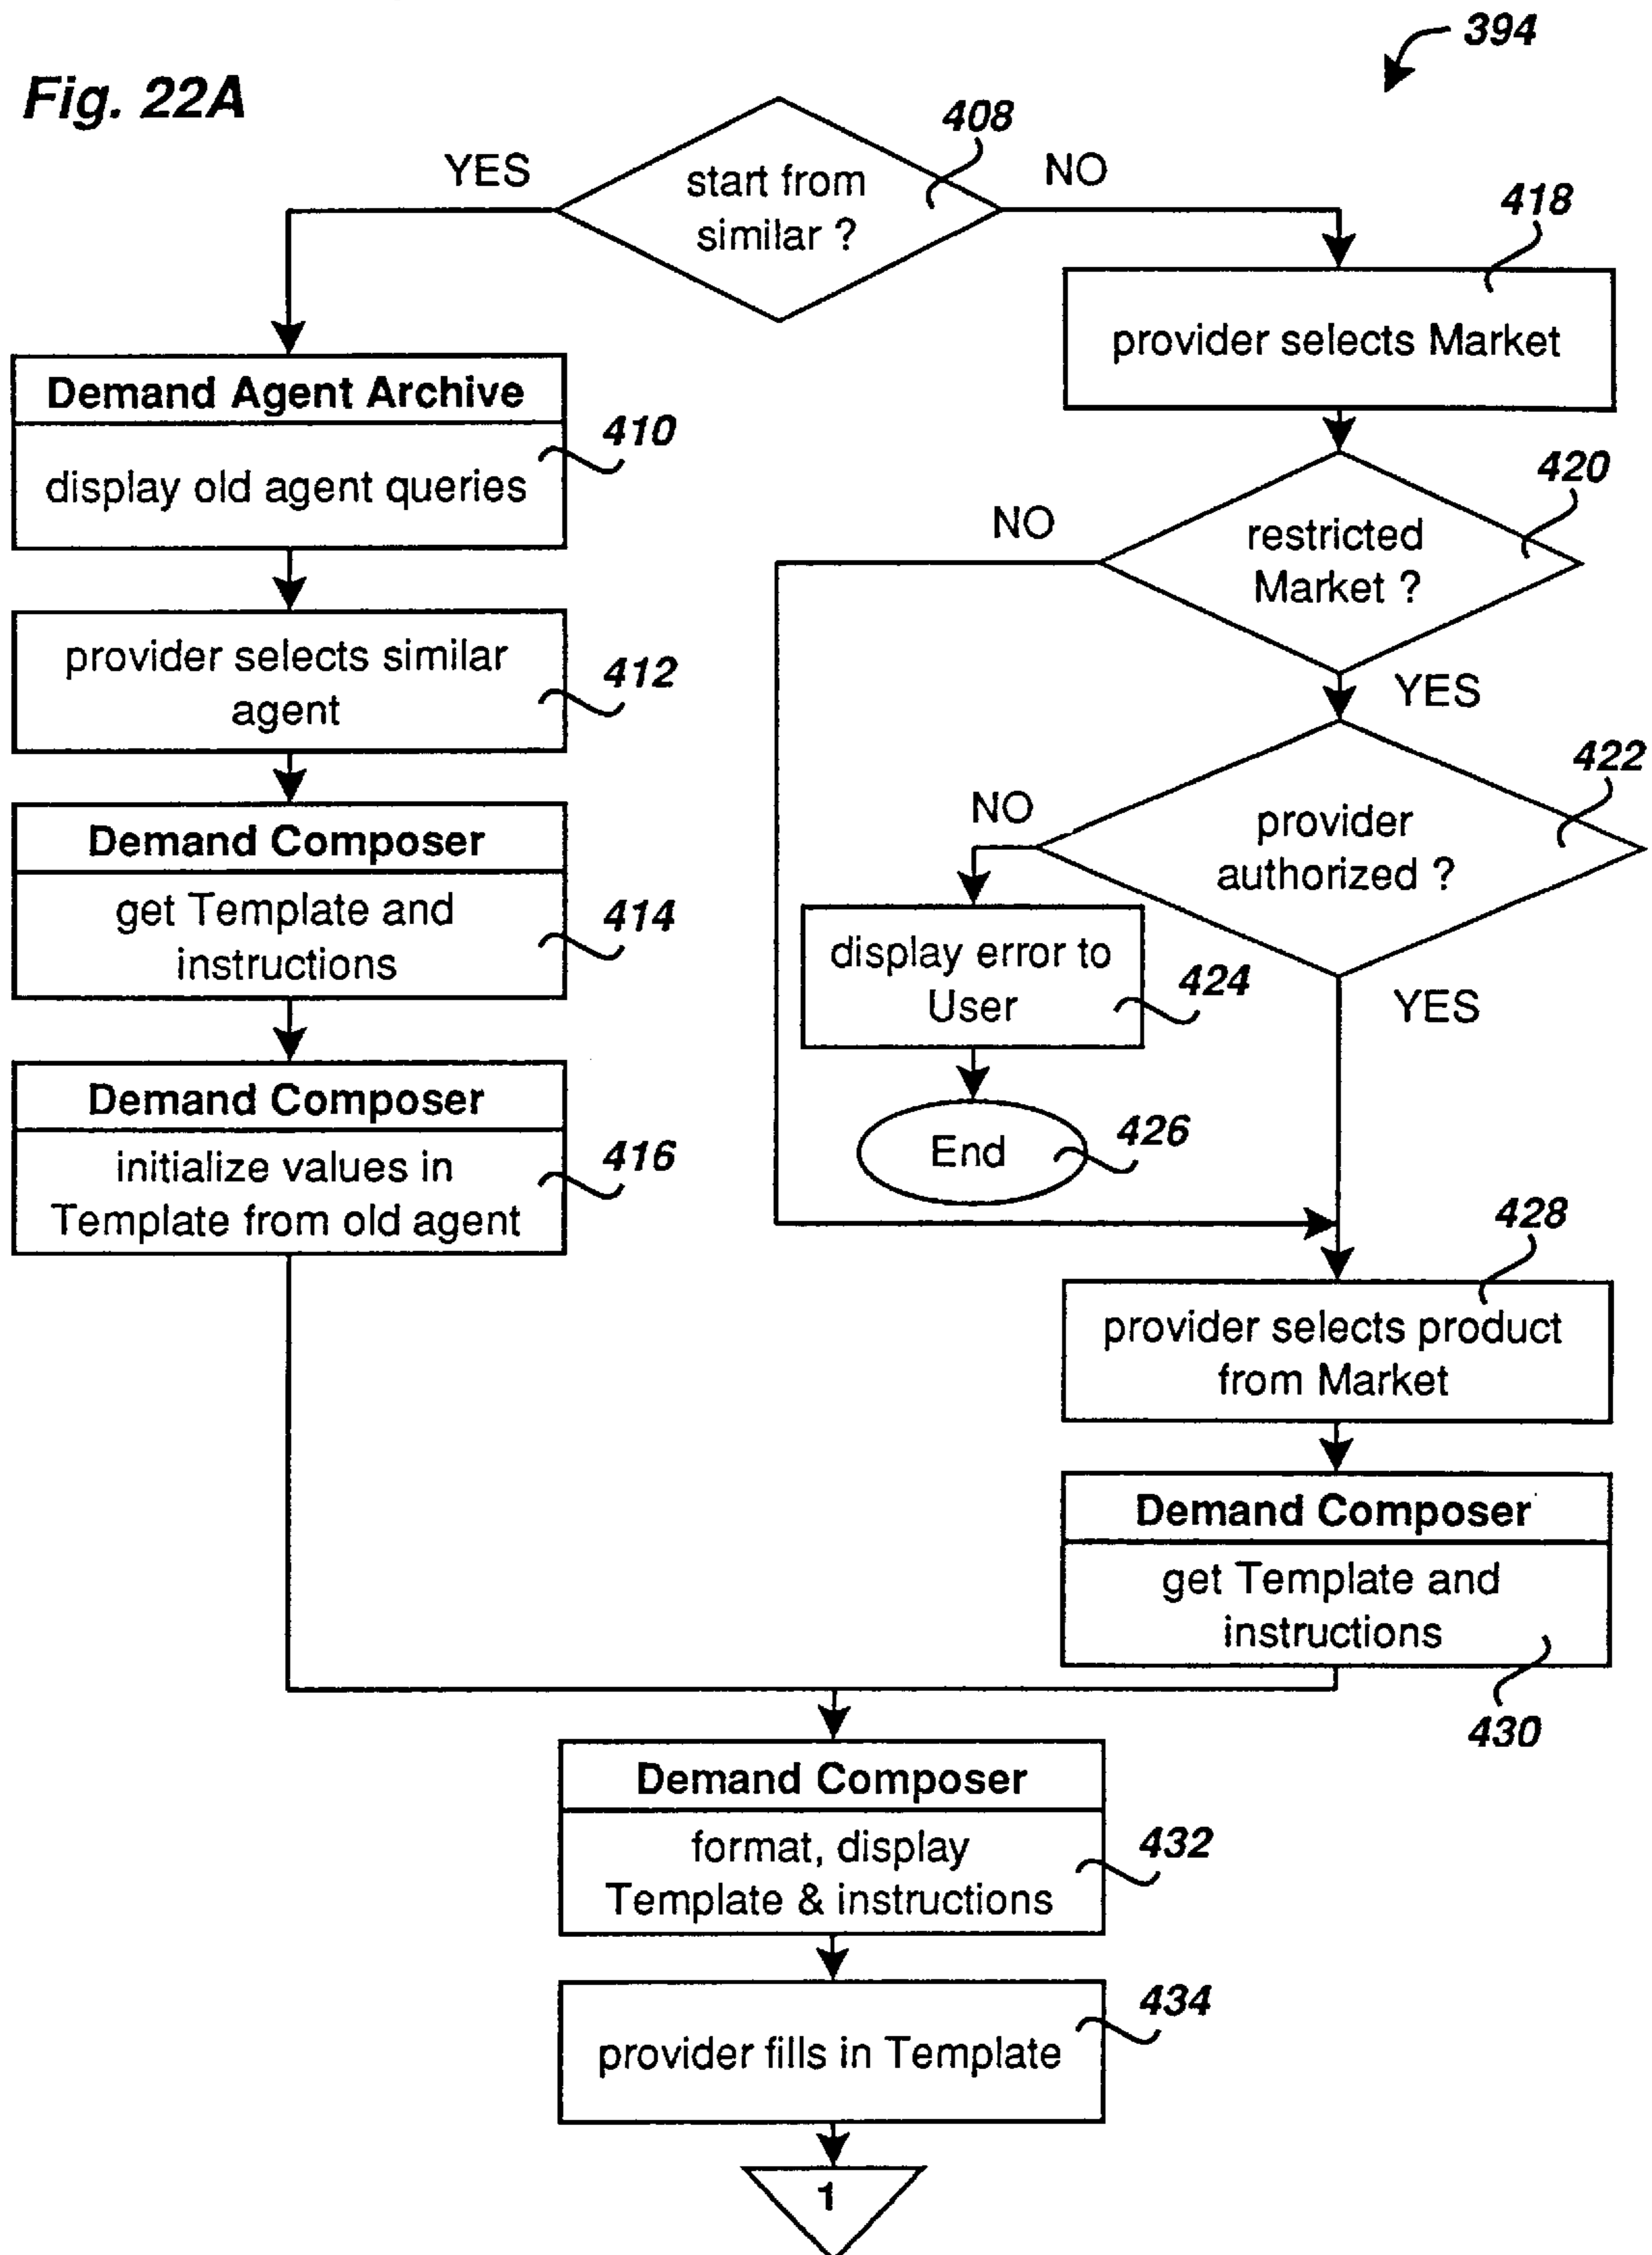 394
Fig. 22A
408
YES
NO
start from
similar ?
418
provider selects Market
Demand Agent Archive
410
display old agent queries
420
NO
restricted
Market ?
YES
provider selects similar
agent
412
422
NO
provider
authorized ?
YES
Demand Composer
get Template and
instructions
414
display error to
User
424
Demand Composer
initialize values in
Template from old agent
416
End
426
428
provider selects product
from Market
Demand Composer
get Template and
instructions
430
Demand Composer
format, display
Template & instructions
432
434
provider fills in Template
1